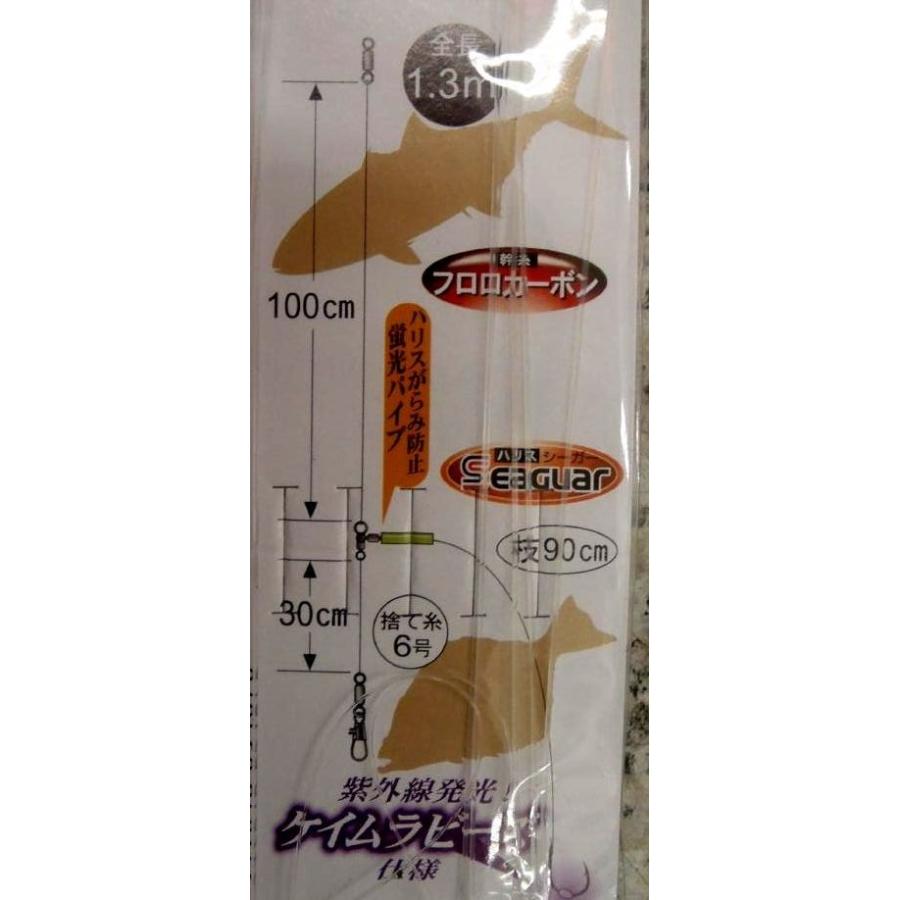 全長
1.3m
幹糸
フロロカーボン
100cm
ハリスがらみ防止
蛍光パイプ
ハリス シーガー
SeaGuar
枝90cm
30cm
捨て糸
6号
紫外線発光!
ケイムラビーズ
仕様